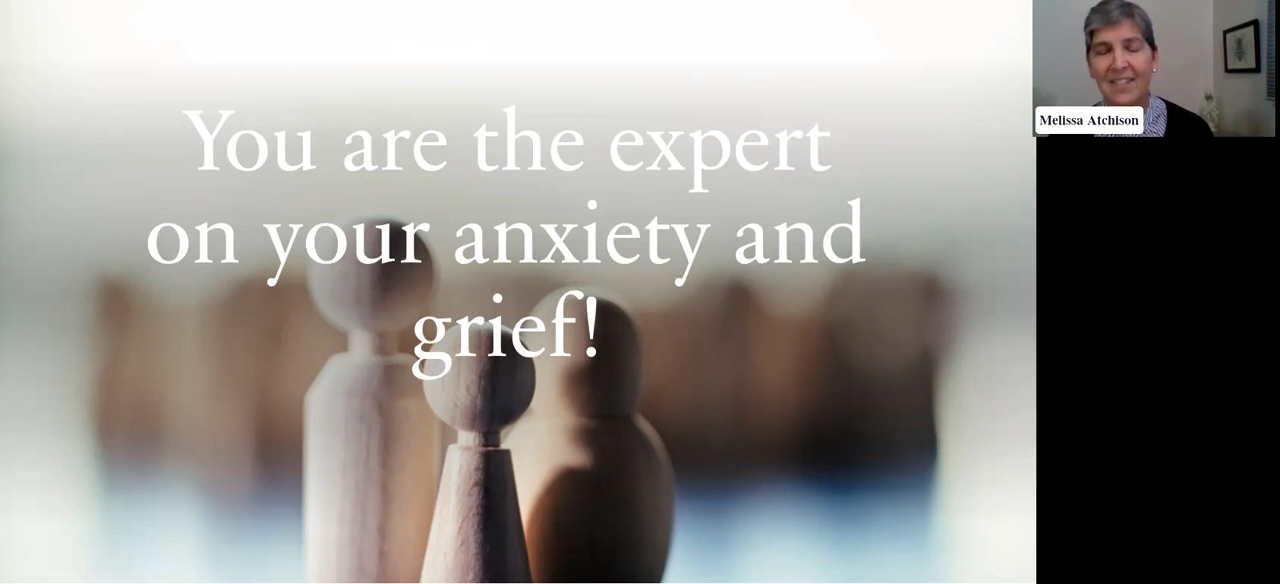 You are the expert
on your anxiety and
grief!
Melissa Atchison